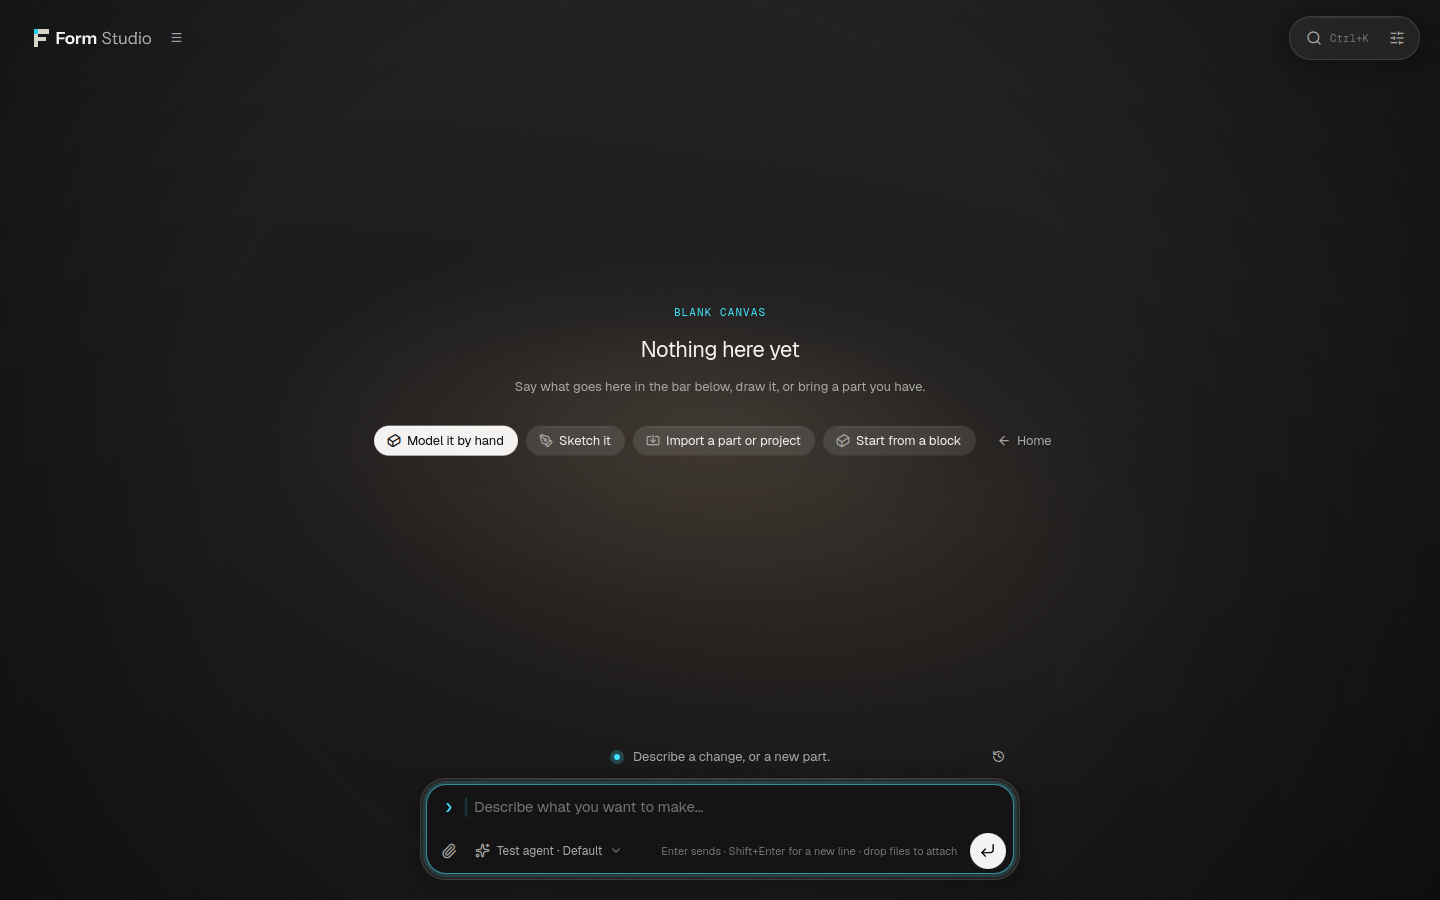 Form Studio
Ctrl+K
BLANK CANVAS
Nothing here yet
Say what goes here in the bar below, draw it, or bring a part you have.
Model it by hand
Sketch it
Import a part or project
Start from a block
Home
Describe a change, or a new part.
Describe what you want to make...
Test agent · Default
Enter sends · Shift+Enter for a new line · drop files to attach